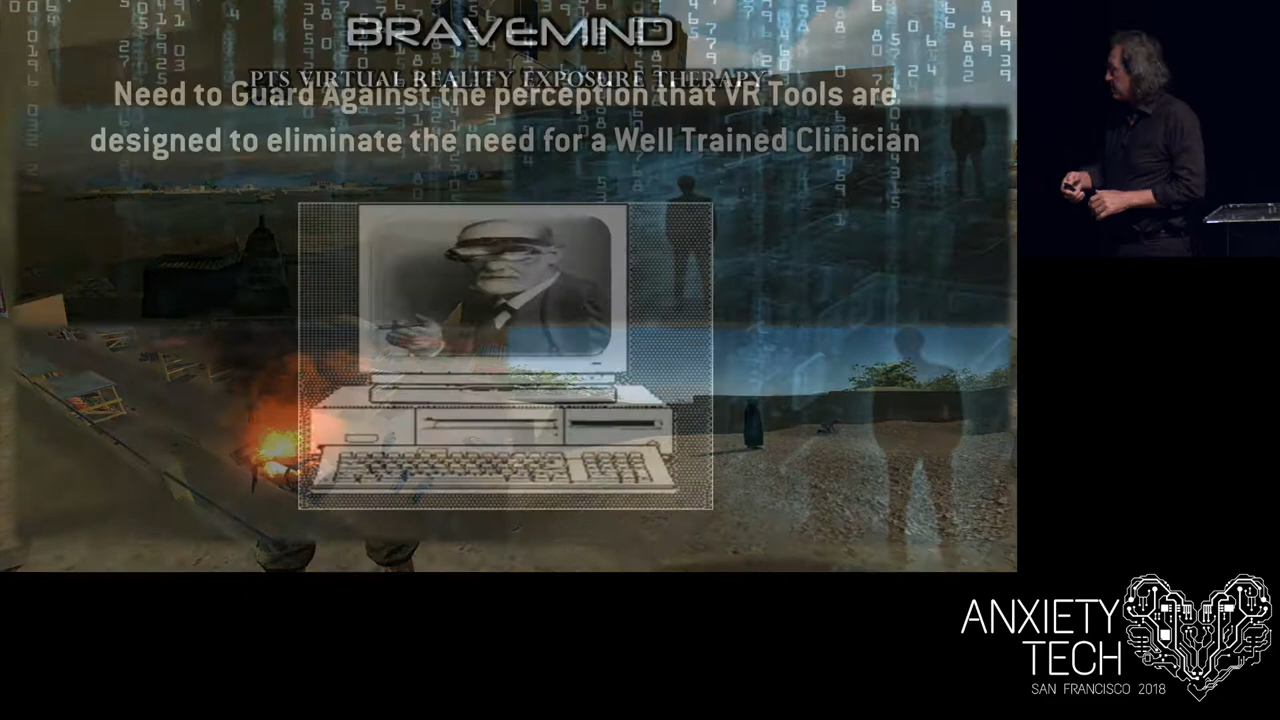 BRAVEMIND
PTS VIRTUAL REALITY EXPOSURE THERAPY
Need to Guard Against the perception that VR Tools are
designed to eliminate the need for a Well Trained Clinician
ANXIETY
TECH
SAN FRANCISCO 2018